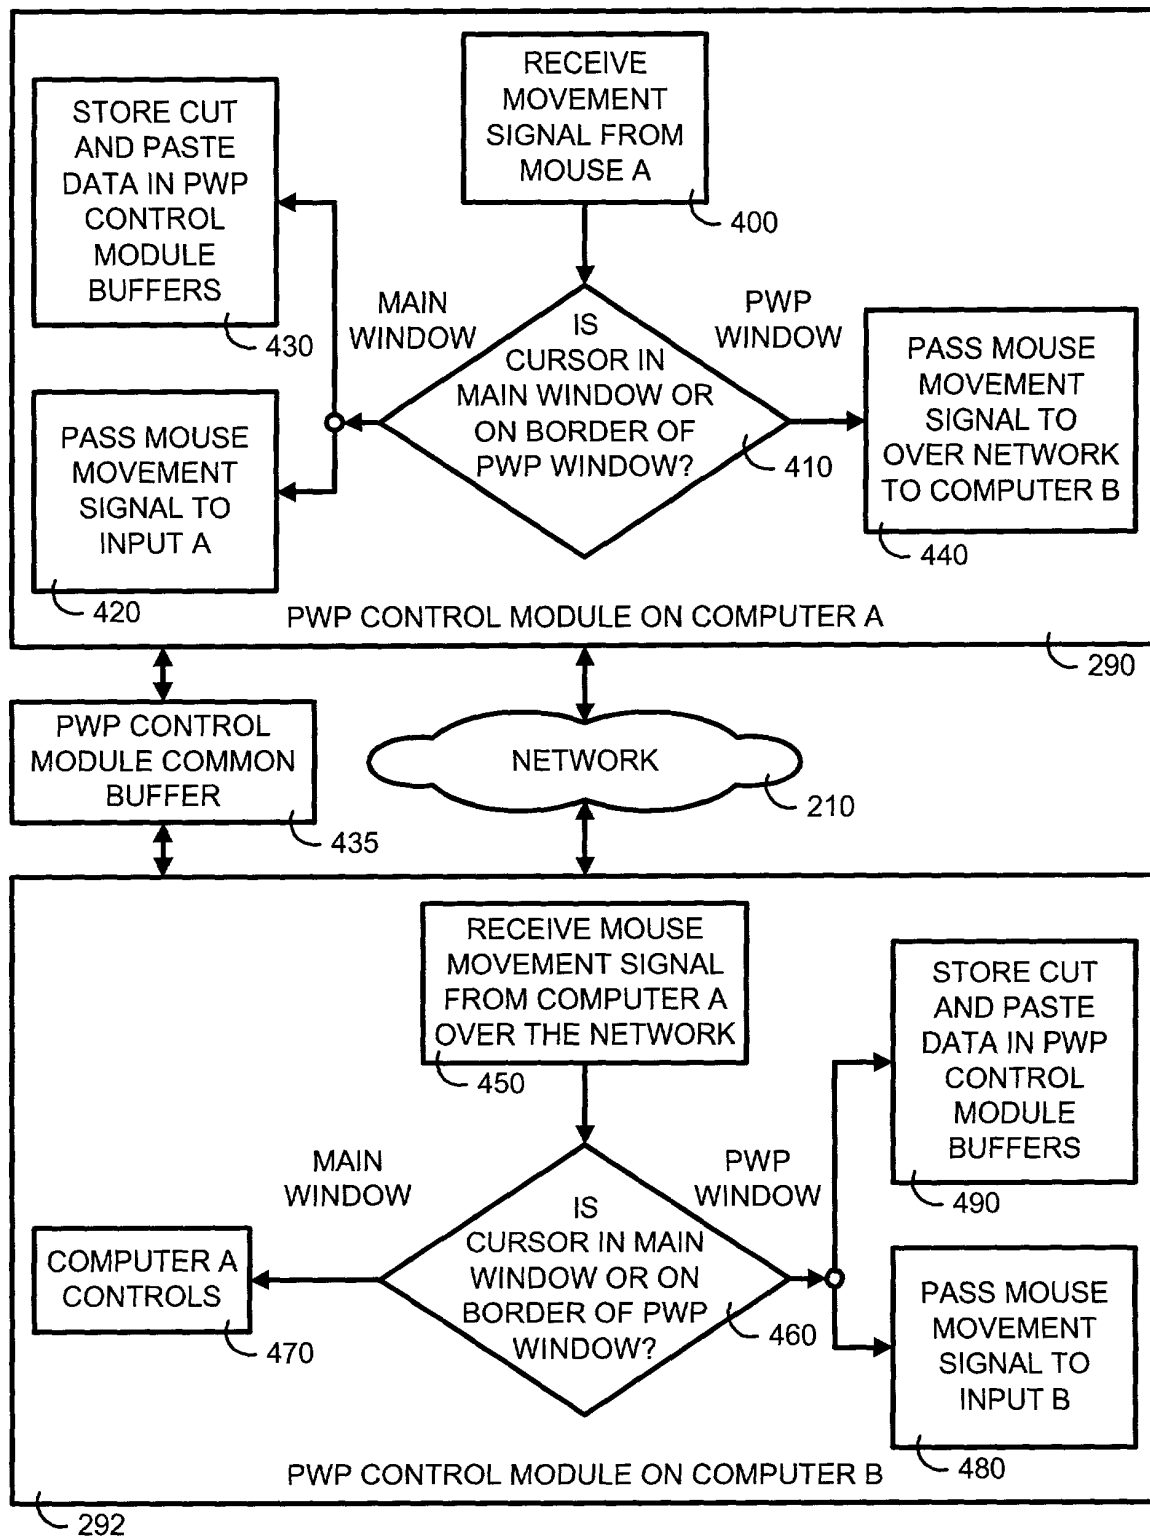 RECEIVE
MOVEMENT
SIGNAL FROM
MOUSE A
400
STORE CUT
AND PASTE
DATA IN PWP
CONTROL
MODULE
BUFFERS
430
MAIN
WINDOW
PWP
WINDOW
IS
CURSOR IN
MAIN WINDOW OR
ON BORDER OF
PWP WINDOW?
410
PASS MOUSE
MOVEMENT
SIGNAL TO
OVER NETWORK
TO COMPUTER B
440
PASS MOUSE
MOVEMENT
SIGNAL TO
INPUT A
420
PWP CONTROL MODULE ON COMPUTER A
290
PWP CONTROL
MODULE COMMON
BUFFER
435
NETWORK
210
RECEIVE MOUSE
MOVEMENT SIGNAL
FROM COMPUTER A
OVER THE NETWORK
450
STORE CUT
AND PASTE
DATA IN PWP
CONTROL
MODULE
BUFFERS
490
MAIN
WINDOW
PWP
WINDOW
IS
CURSOR IN MAIN
WINDOW OR ON
BORDER OF PWP
WINDOW?
460
COMPUTER A
CONTROLS
470
PASS MOUSE
MOVEMENT
SIGNAL TO
INPUT B
480
PWP CONTROL MODULE ON COMPUTER B
292